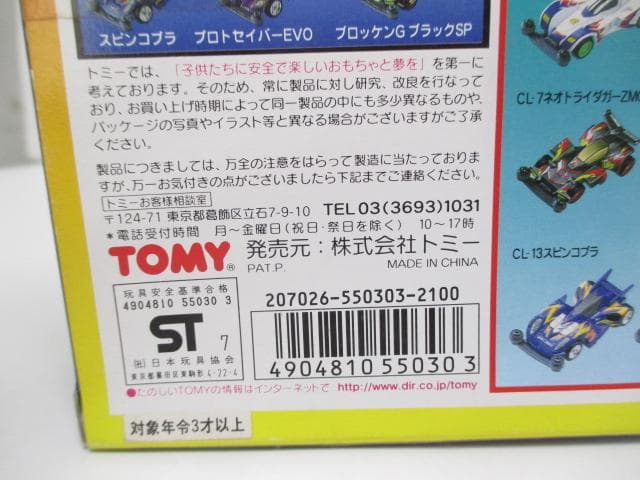 スピンコブラ プロトセイバーEVO ブロッケンG ブラックSP
トミーでは、「子供たちに安全で楽しいおもちゃと夢を」を第一に
考えております。そのため、常に製品に対し研究、改良を行なって
おり、お買い上げ時期によって同一製品の中にも多少異なるものや、
パッケージの写真やイラスト等と異なる場合がございますがご了承
ください。
製品につきましては、万全の注意をはらって製造に当たっております
が、万一お気付きの点がございましたら下記までご連絡ください。
トミーお客様相談室
〒124-71 東京都葛飾区立石7-9-10 TEL 03(3693)1031
＊電話受付時間 月〜金曜日(祝日・祭日を除く) 10〜17時
TOMY® 発売元:株式会社トミー
PAT.P. MADE IN CHINA
玩具安全基準合格
4904810 55030 3
ST 7
㈳日本玩具協会
東京都墨田区東駒形 4-22-4
207026-550303-2100
4904810 550303
●たのしいTOMYの情報はインターネットで http://www.dir.co.jp/tomy
対象年令3才以上
CL-7ネオトライダガーZMC
CL-13スピンコブラ